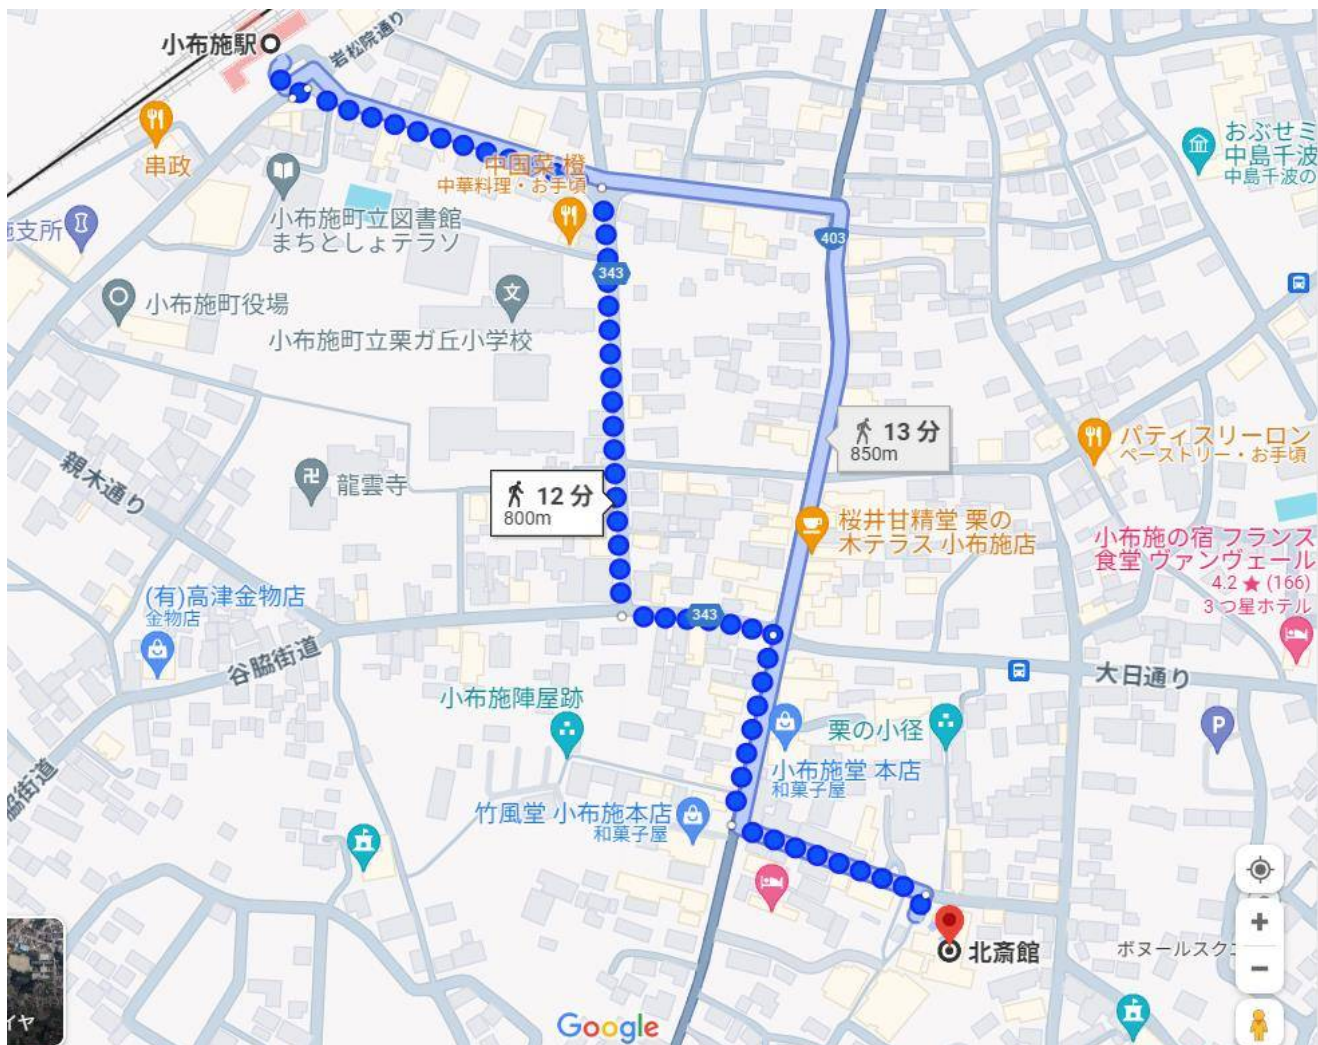 小布施駅
岩松院通り
串政
中国菜 橙
中華料理・お手頃
おぶせミ
中島千波
中島千波の
小布施町立図書館
まちとしょテラソ
施支所
403
343
小布施町役場
文
小布施町立栗ガ丘小学校
13 分
850m
パティスリーロン
ペーストリー・お手頃
親木通り
卍
龍雲寺
12 分
800m
桜井甘精堂 栗の
木テラス 小布施店
小布施の宿 フランス
食堂 ヴァンヴェール
4.2 ★ (166)
3 つ星ホテル
(有)高津金物店
金物店
343
谷脇街道
大日通り
小布施陣屋跡
栗の小径
P
小布施堂 本店
和菓子屋
脇街道
竹風堂 小布施本店
和菓子屋
北斎館
ボヌールスクエ
イヤ
Google